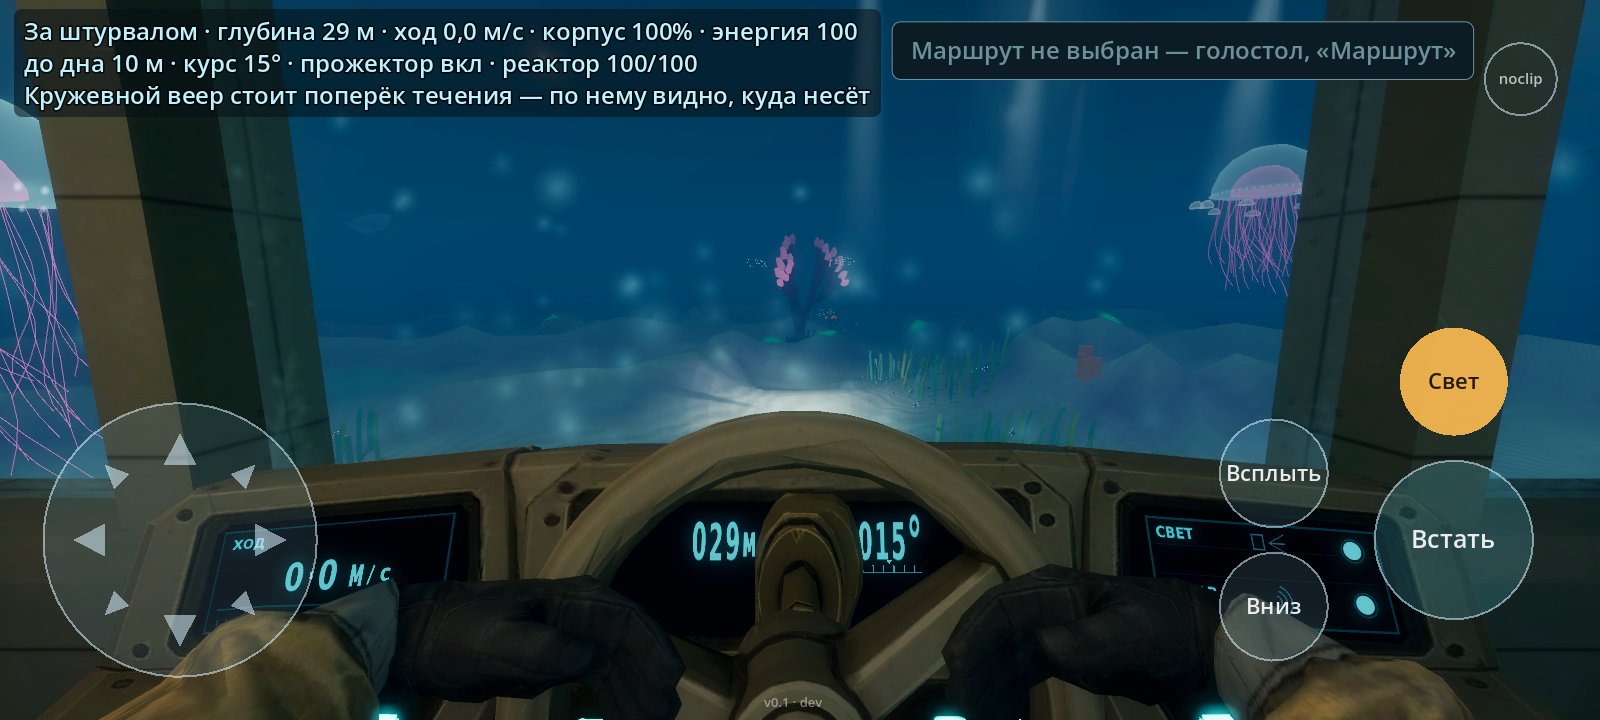 За штурвалом · глубина 29 м · ход 0,0 м/с · корпус 100% · энергия 100
до дна 10 м · курс 15° · прожектор вкл · реактор 100/100
Кружевной веер стоит поперёк течения — по нему видно, куда несёт
Маршрут не выбран — голостол, «Маршрут»
noclip
Свет
Всплыть
Встать
Вниз
ХОД
0.0 М/с
029м
015°
СВЕТ
v0.1 · dev